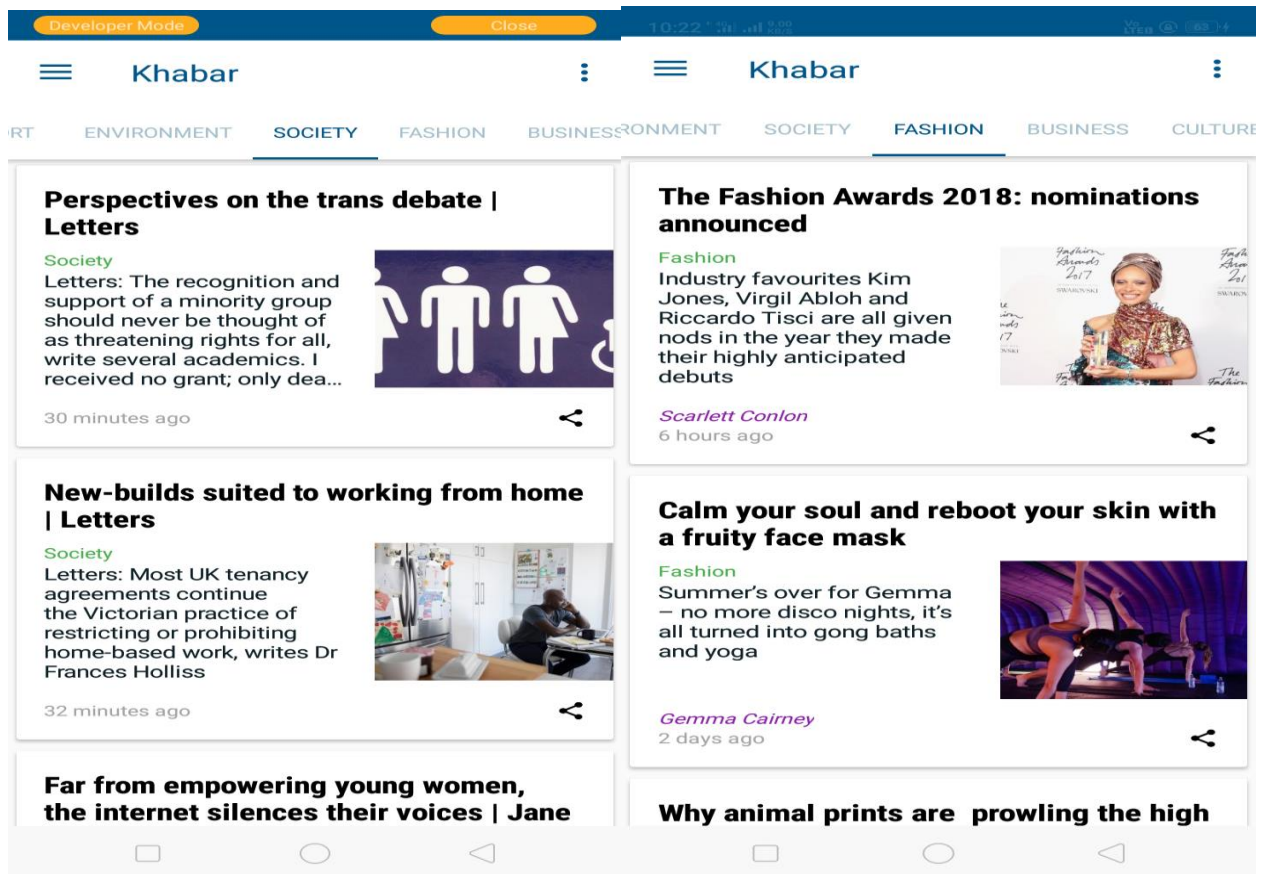 Developer Mode
Close
Khabar
RT ENVIRONMENT SOCIETY FASHION BUSINESS
Perspectives on the trans debate |
Letters
Society
Letters: The recognition and
support of a minority group
should never be thought of
as threatening rights for all,
write several academics. I
received no grant; only dea...
30 minutes ago
New-builds suited to working from home
| Letters
Society
Letters: Most UK tenancy
agreements continue
the Victorian practice of
restricting or prohibiting
home-based work, writes Dr
Frances Holliss
32 minutes ago
Far from empowering young women,
the internet silences their voices | Jane
10:22
Khabar
RONMENT SOCIETY FASHION BUSINESS CULTURE
The Fashion Awards 2018: nominations
announced
Fashion
Industry favourites Kim
Jones, Virgil Abloh and
Riccardo Tisci are all given
nods in the year they made
their highly anticipated
debuts
Fashion
Awards
2017
SWAROVSKI
The
Fashion
Scarlett Conlon
6 hours ago
Calm your soul and reboot your skin with
a fruity face mask
Fashion
Summer's over for Gemma
– no more disco nights, it's
all turned into gong baths
and yoga
Gemma Cairney
2 days ago
Why animal prints are prowling the high